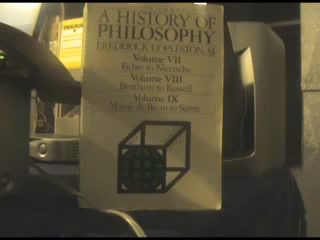 A HISTORY OF
PHILOSOPHY
FREDERICK COPLESTON, SJ
Volume VII
Fichte to Nietzsche
Volume VIII
Bentham to Russell
Volume IX
Maine de Biran to Sartre